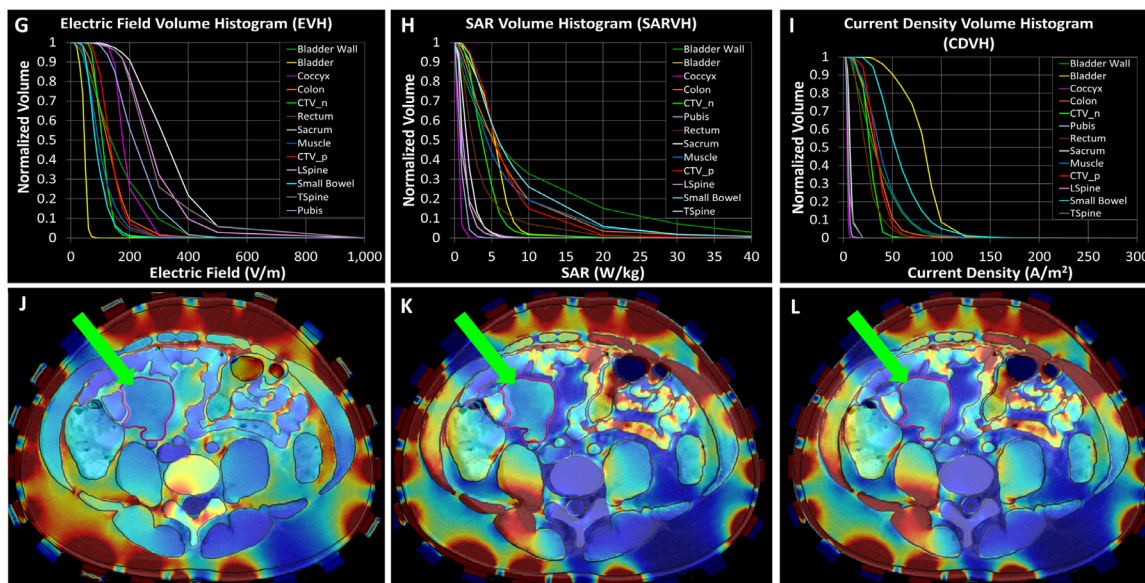 G
Electric Field Volume Histogram (EVH)
Normalized Volume
1
0.9
0.8
0.7
0.6
0.5
0.4
0.3
0.2
0.1
0
0
200
400
600
800
1,000
Electric Field (V/m)
Bladder Wall
Bladder
Coccyx
Colon
CTV_n
Rectum
Sacrum
Muscle
CTV_p
LSpine
Small Bowel
TSpine
Pubis
H
SAR Volume Histogram (SARVH)
Normalized Volume
1
0.9
0.8
0.7
0.6
0.5
0.4
0.3
0.2
0.1
0
0
10
20
30
40
SAR (W/kg)
Bladder Wall
Bladder
Coccyx
Colon
CTV_n
Pubis
Rectum
Sacrum
Muscle
CTV_p
LSpine
Small Bowel
TSpine
I
Current Density Volume Histogram
(CDVH)
Normalized Volume
1
0.9
0.8
0.7
0.6
0.5
0.4
0.3
0.2
0.1
0
0
50
100
150
200
250
300
Current Density (A/m²)
Bladder Wall
Bladder
Coccyx
Colon
CTV_n
Pubis
Rectum
Sacrum
Muscle
CTV_p
LSpine
Small Bowel
TSpine
J
K
L